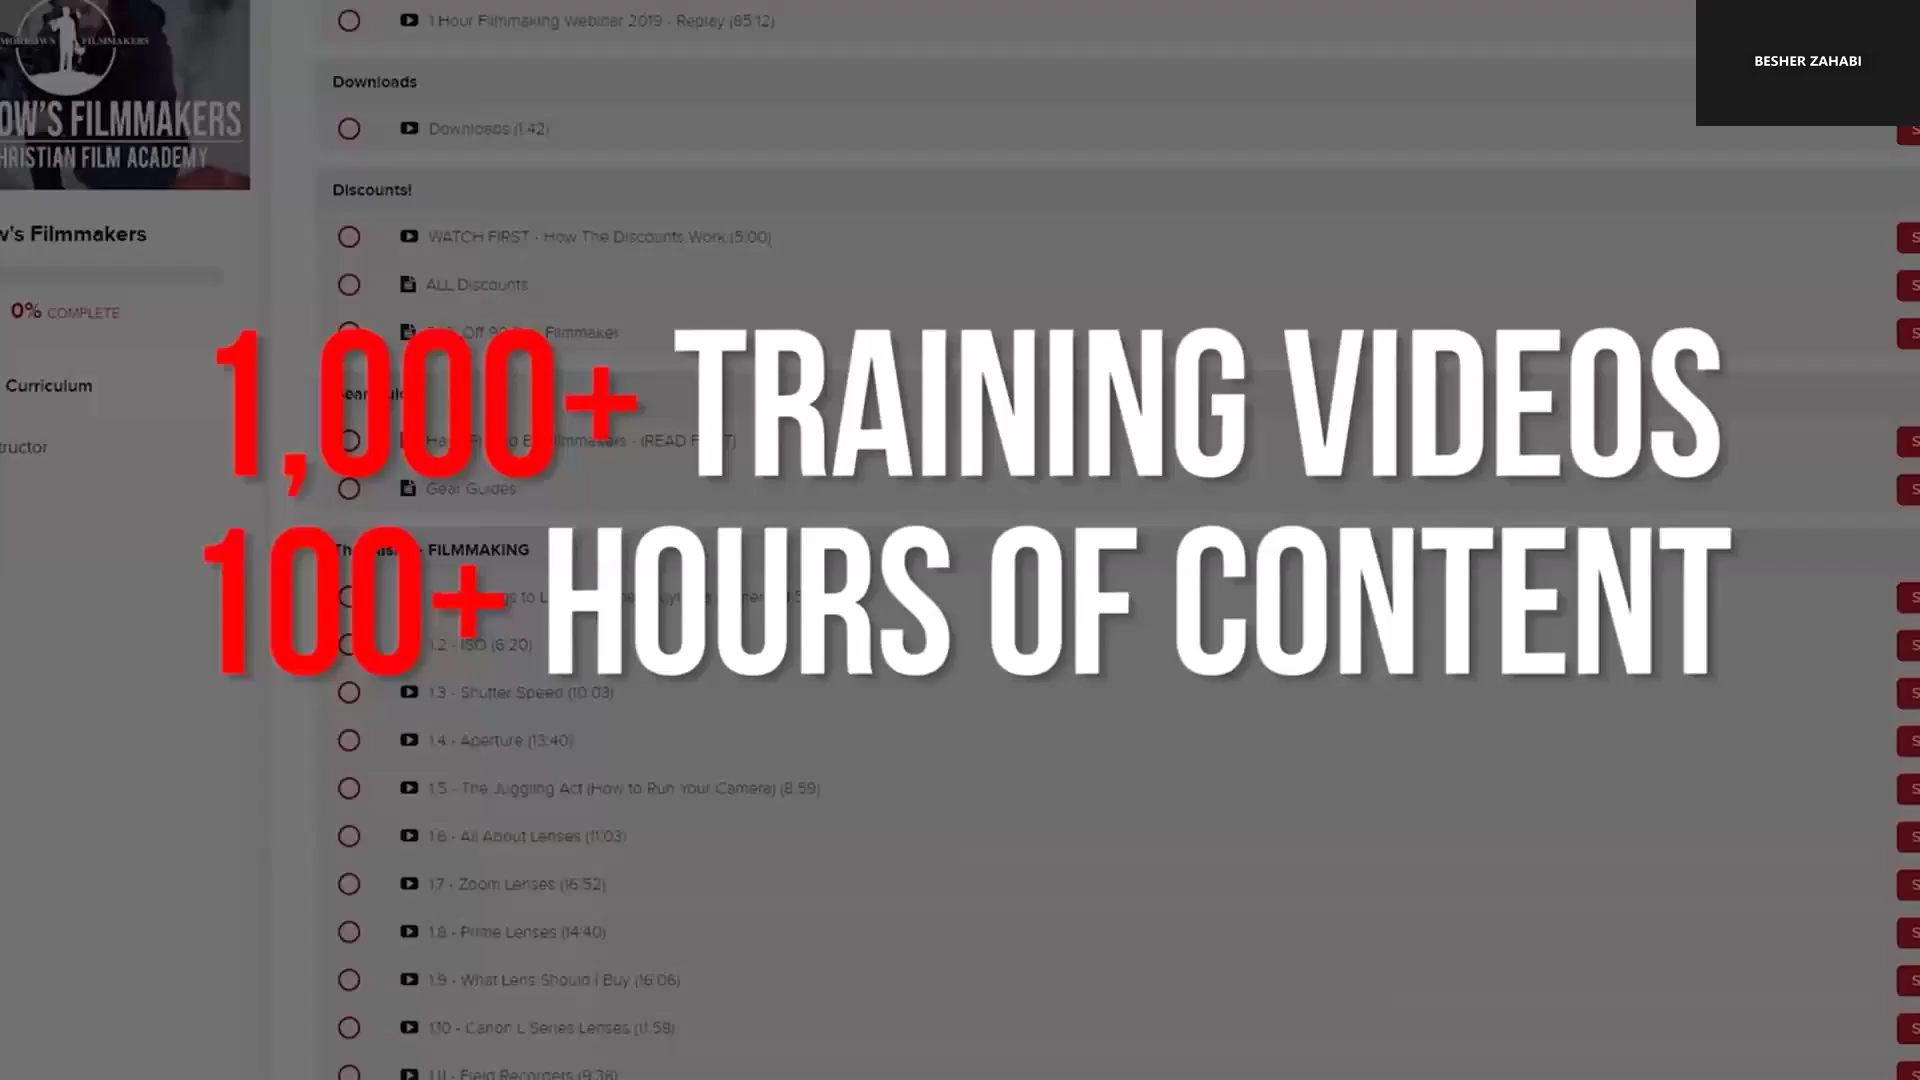 1 Hour Filmmaking Webinar 2019 - Replay (85:12)
BESHER ZAHABI
FILMMAKERS
OW'S FILMMAKERS
HRISTIAN FILM ACADEMY
Downloads
Downloads (1:42)
Discounts!
WATCH FIRST - How The Discounts Work (5:00)
w's Filmmakers
ALL Discounts
0% COMPLETE
Off Filmmaker
1,000+ TRAINING VIDEOS
Curriculum
Filmmakers - (READ
tructor
Gear Guides
100+ HOURS OF CONTENT
FILMMAKING
1.2 - ISO (6:20)
1.3 - Shutter Speed (10:03)
1.4 - Aperture (13:40)
1.5 - The Juggling Act (How to Run Your Camera) (8:59)
1.6 - All About Lenses (11:03)
1.7 - Zoom Lenses (16:52)
1.8 - Prime Lenses (14:40)
1.9 - What Lens Should I Buy (16:06)
1.10 - Canon L Series Lenses (11:59)
1.11 - Field Recorders (9:38)